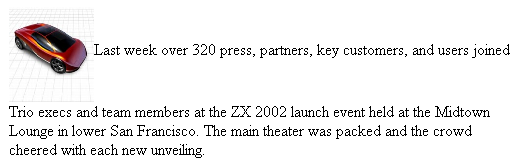 Last week over 320 press, partners, key customers, and users joined
Trio execs and team members at the ZX 2002 launch event held at the Midtown
Lounge in lower San Francisco. The main theater was packed and the crowd
cheered with each new unveiling.